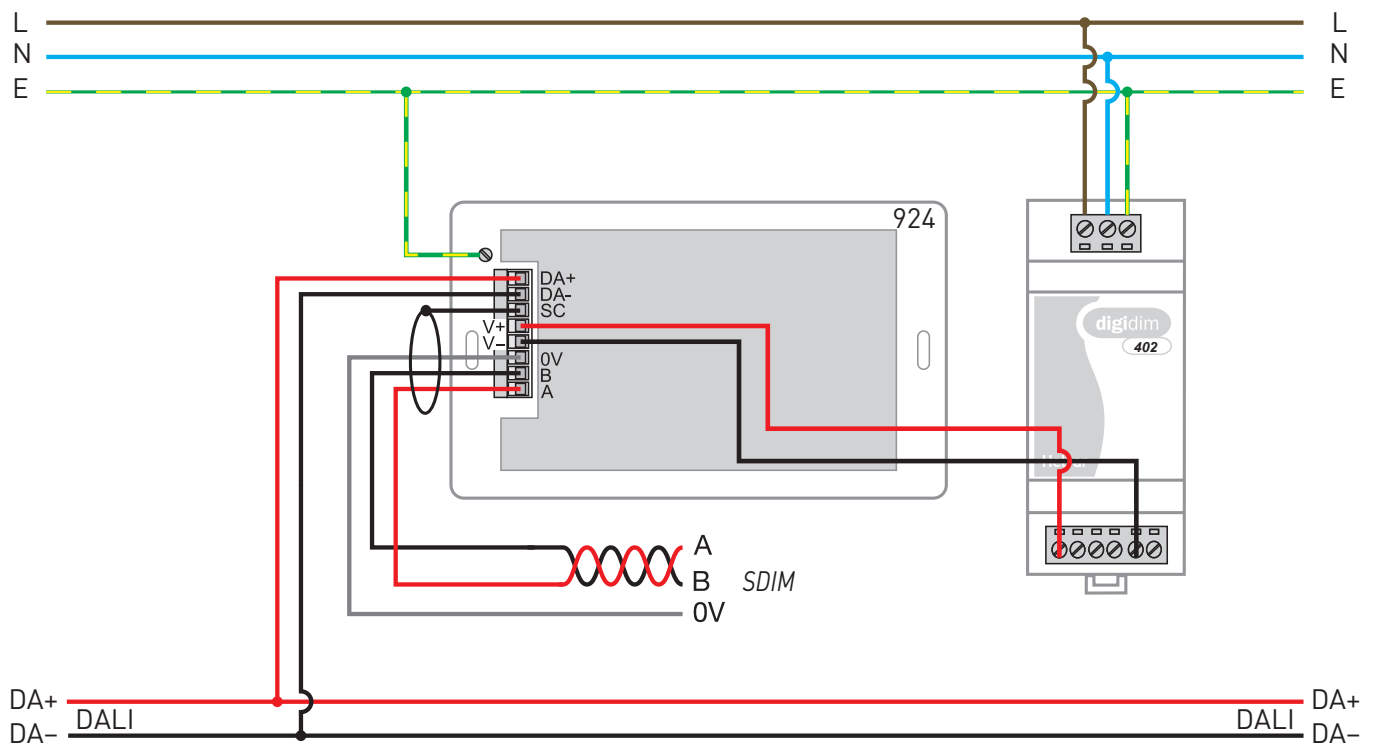 L L
N N
E E
924
DA+
DA-
SC
V+
V-
0V
B
A
digidim
402
A
B SDIM
0V
DA+ DA+
DALI DALI
DA- DA-